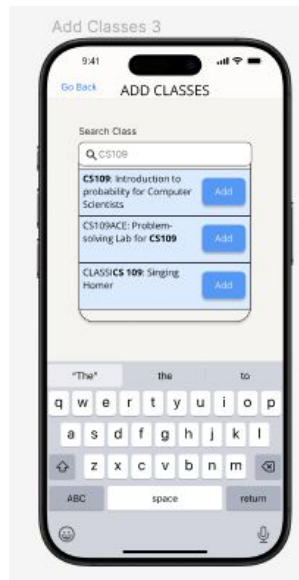 Add Classes 3
9:41
Go Back
ADD CLASSES
Search Class
CS109
CS109: Introduction to
probability for Computer
Scientists
Add
CS109ACE: Problem-
solving Lab for CS109
Add
CLASSICS 109: Singing
Homer
Add
"The" the to
q w e r t y u i o p
a s d f g h j k l
z x c v b n m
ABC space return